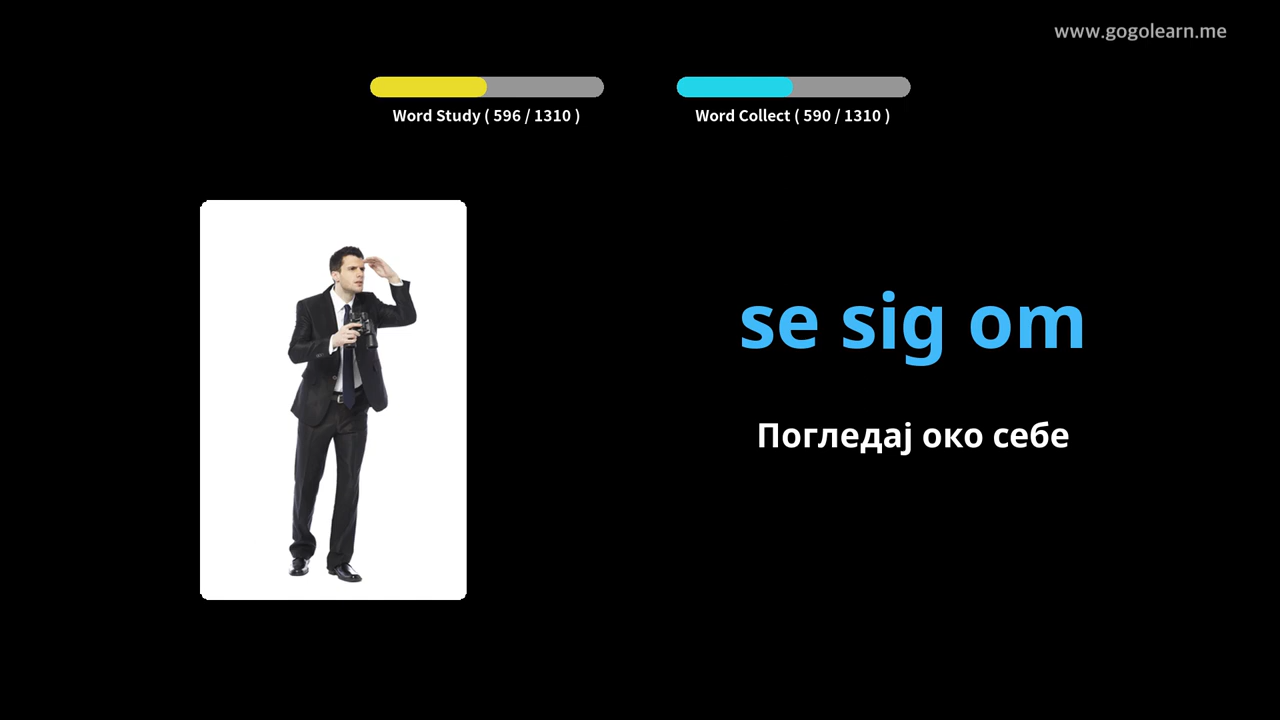 www.gogolearn.me
Word Study ( 596 / 1310 )
Word Collect ( 590 / 1310 )
se sig om
Погледај око себе